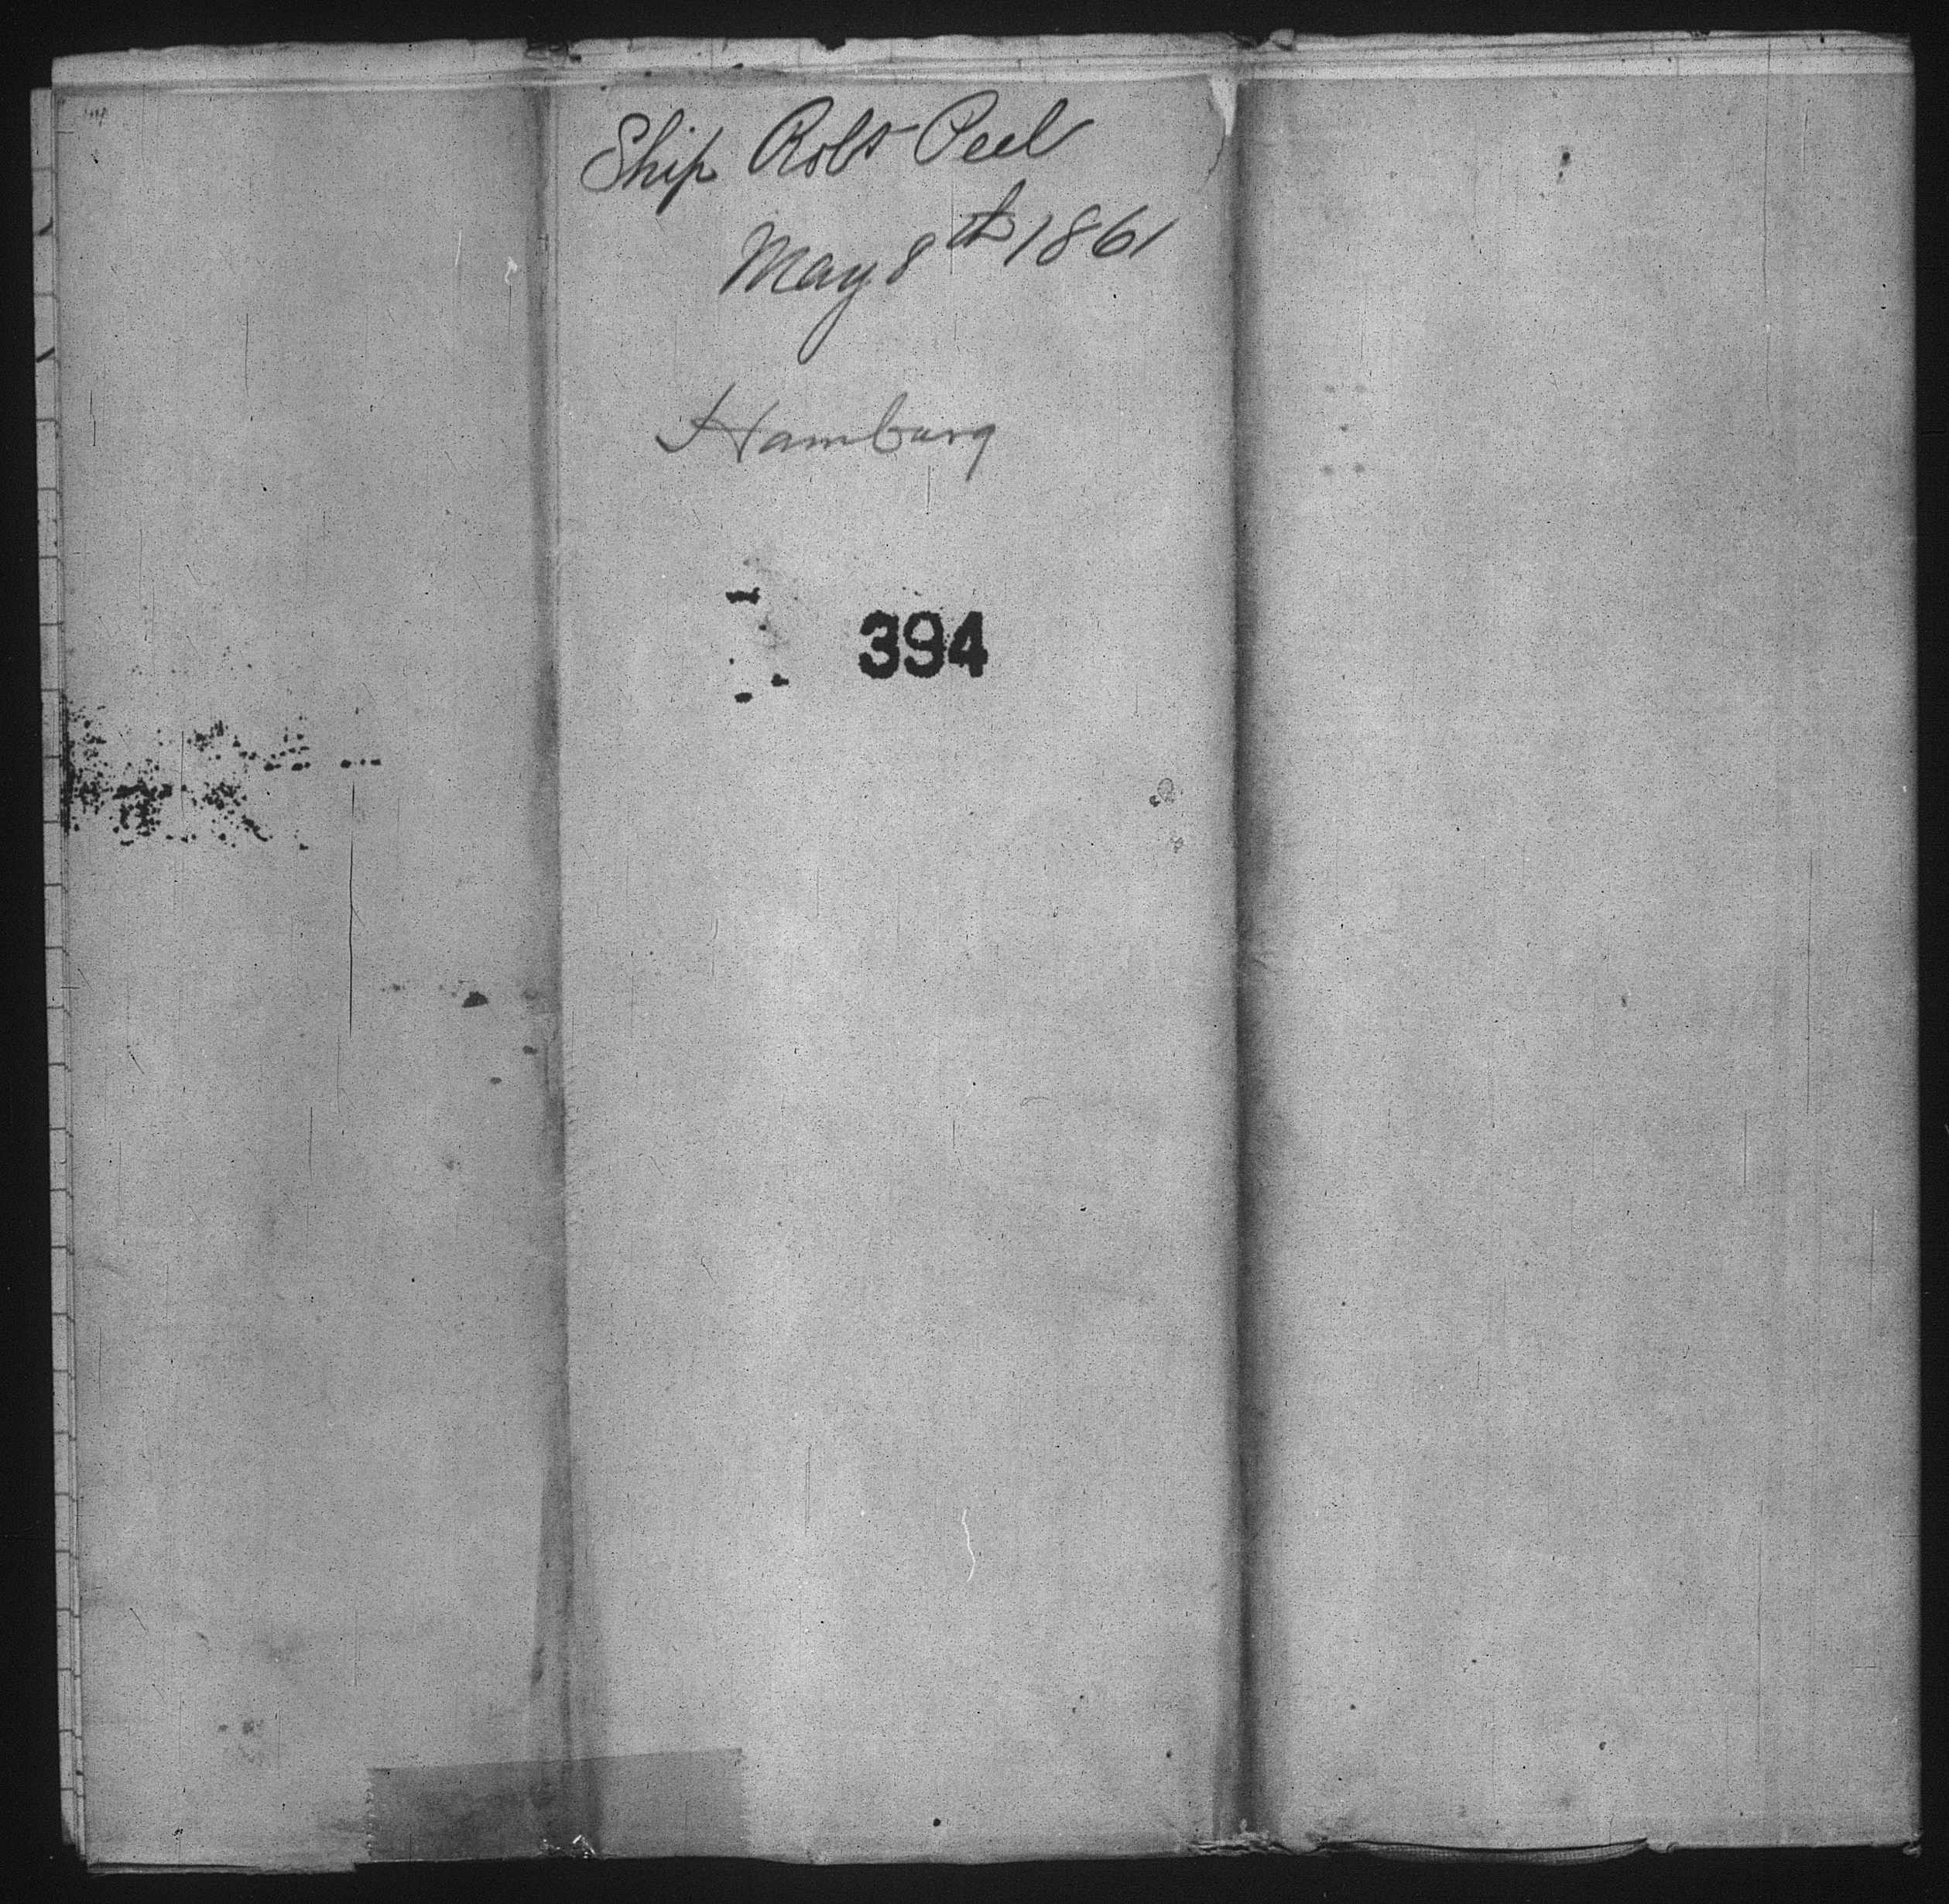 Ship Robt Peel
May 8th 1861
Hamburg
394